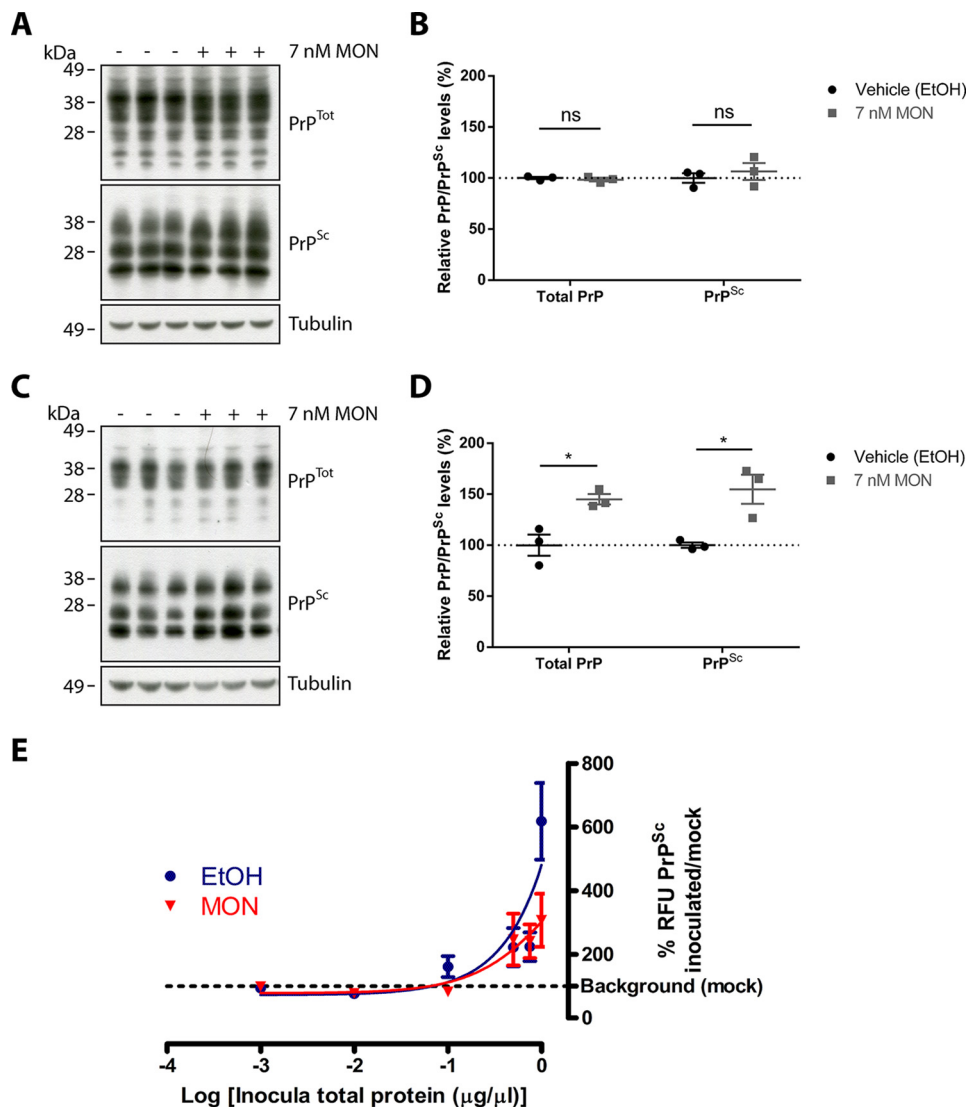 A
kDa - - - + + + 7 nM MON
49
38
28
PrP^Tot
38
28
PrP^Sc
49
Tubulin
B
Relative PrP/PrP^Sc levels (%)
200
150
100
50
0
ns
ns
Total PrP PrP^Sc
Vehicle (EtOH)
7 nM MON
C
kDa - - - + + + 7 nM MON
49
38
28
PrP^Tot
38
28
PrP^Sc
49
Tubulin
D
Relative PrP/PrP^Sc levels (%)
200
150
100
50
0
*
*
Total PrP PrP^Sc
Vehicle (EtOH)
7 nM MON
E
EtOH
MON
800
600
400
200
0
Background (mock)
% RFU PrP^Sc
inoculated/mock
-4 -3 -2 -1 0
Log [Inocula total protein (μg/μl)]